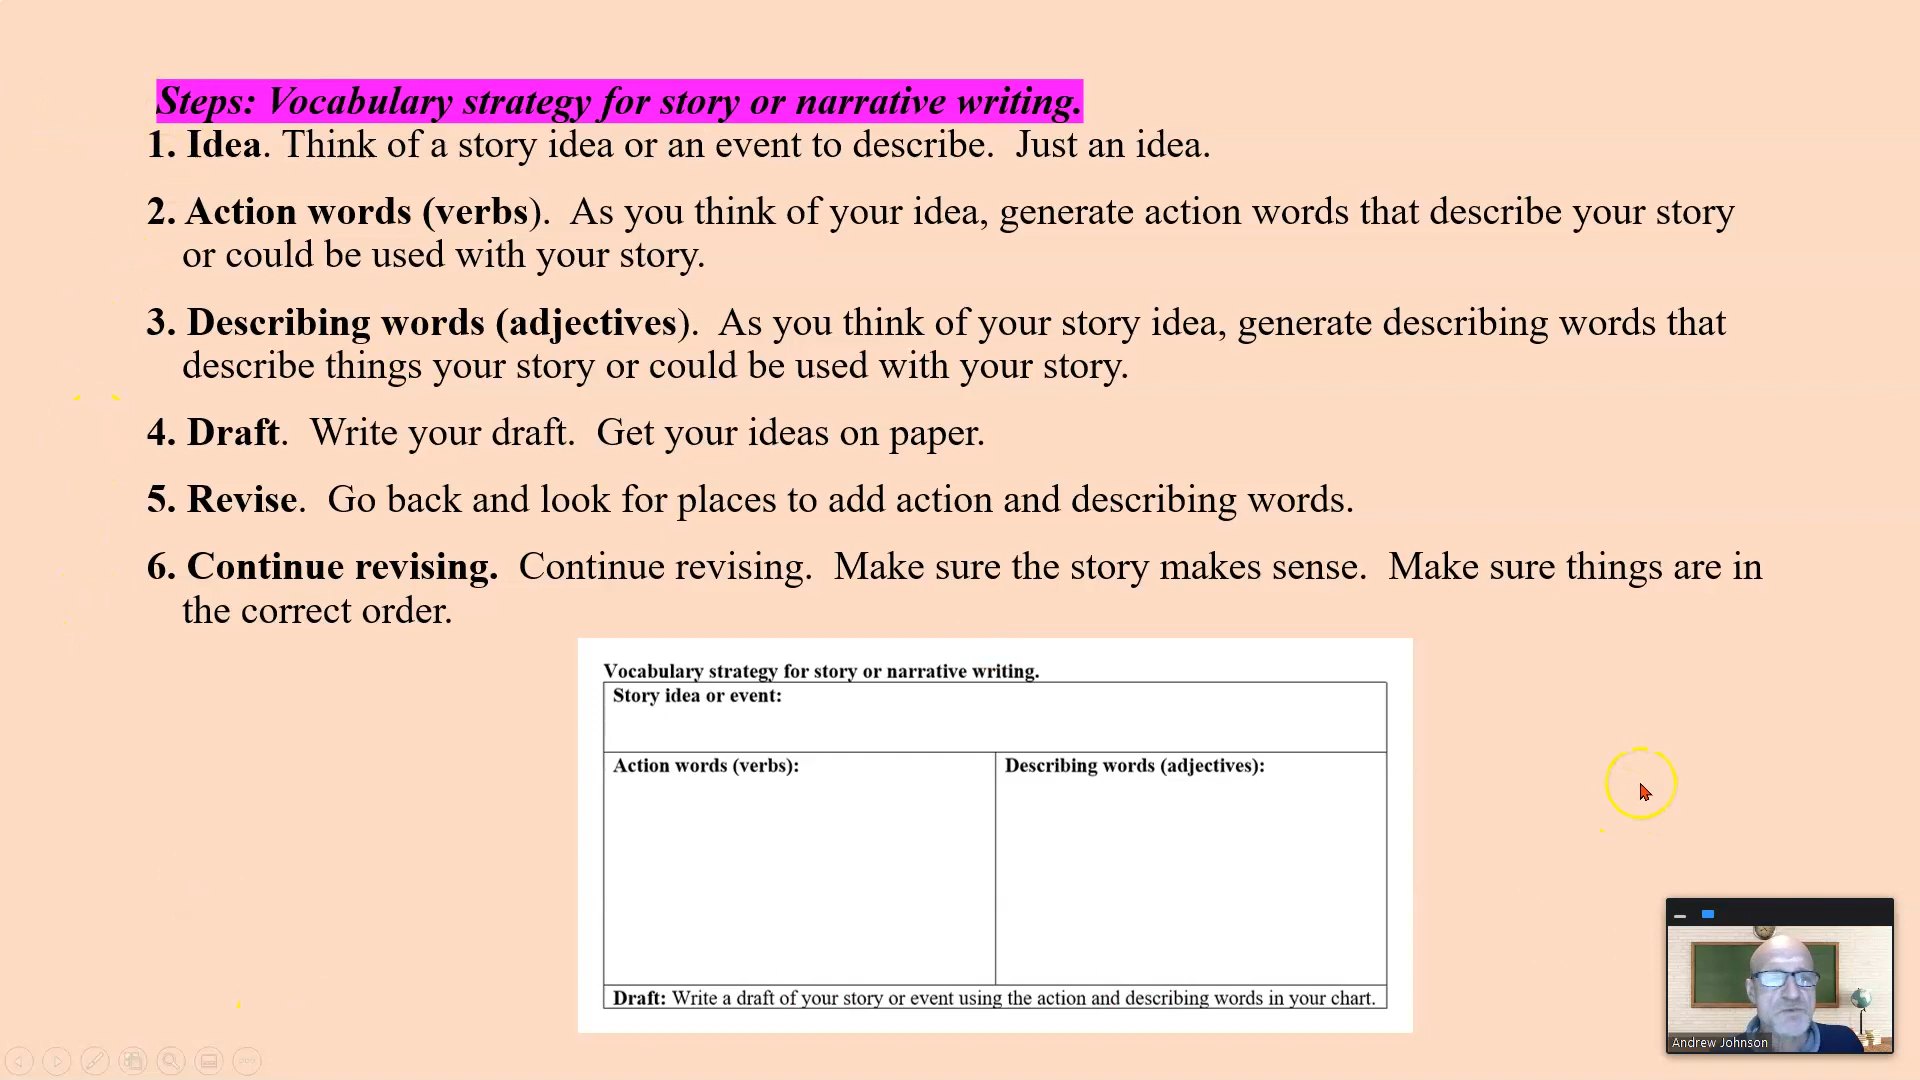 Steps: Vocabulary strategy for story or narrative writing.
1. Idea. Think of a story idea or an event to describe.  Just an idea.
2. Action words (verbs).  As you think of your idea, generate action words that describe your story
or could be used with your story.
3. Describing words (adjectives).  As you think of your story idea, generate describing words that
describe things your story or could be used with your story.
4. Draft.  Write your draft.  Get your ideas on paper.
5. Revise.  Go back and look for places to add action and describing words.
6. Continue revising.  Continue revising.  Make sure the story makes sense.  Make sure things are in
the correct order.
Vocabulary strategy for story or narrative writing.
Story idea or event:
Action words (verbs):
Describing words (adjectives):
Draft: Write a draft of your story or event using the action and describing words in your chart.
Andrew Johnson